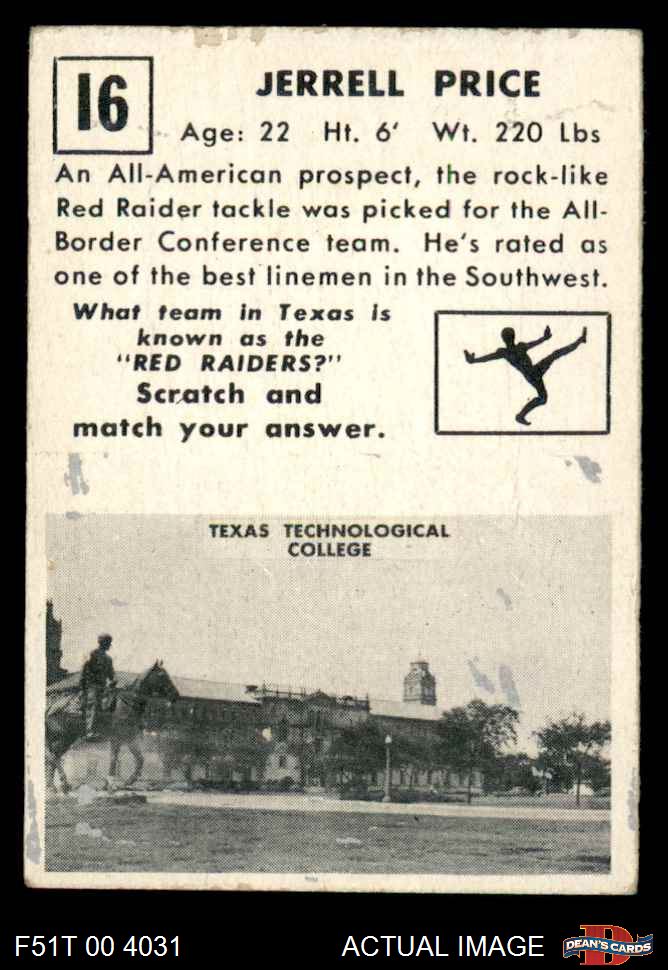 16
JERRELL PRICE
Age: 22 Ht. 6' Wt. 220 Lbs
An All-American prospect, the rock-like
Red Raider tackle was picked for the All-
Border Conference team. He's rated as
one of the best linemen in the Southwest.
What team in Texas is
known as the
"RED RAIDERS?"
Scratch and
match your answer.
TEXAS TECHNOLOGICAL
COLLEGE
F51T 00 4031
ACTUAL IMAGE
D
DEAN'S CARDS